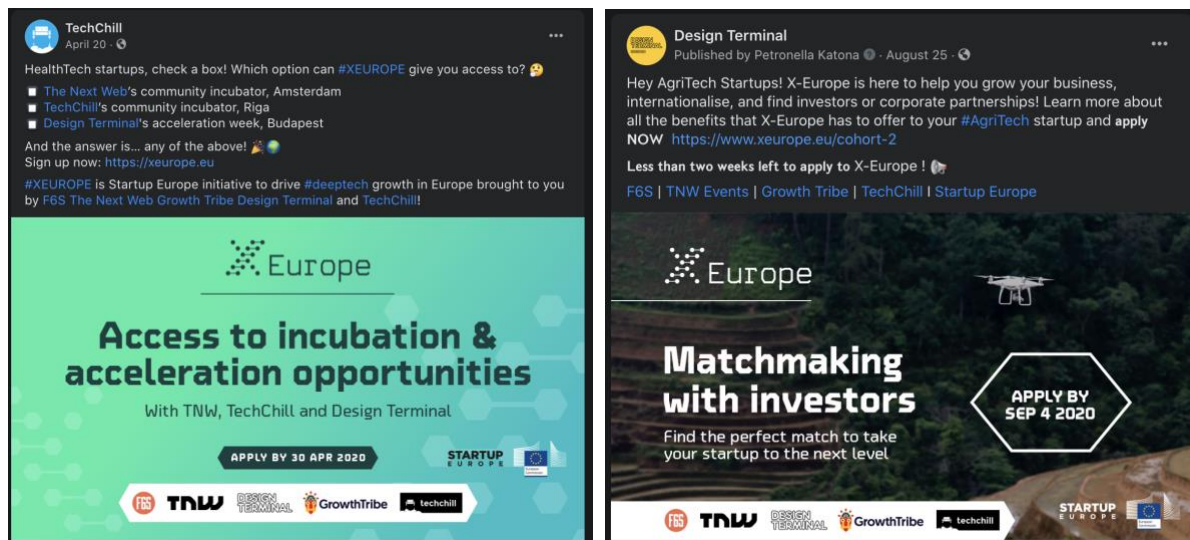 TechChill
April 20 ·
HealthTech startups, check a box! Which option can #XEUROPE give you access to? 🤔
The Next Web's community incubator, Amsterdam
TechChill's community incubator, Riga
Design Terminal's acceleration week, Budapest
And the answer is... any of the above! 🎉🌍
Sign up now: https://xeurope.eu
#XEUROPE is Startup Europe initiative to drive #deeptech growth in Europe brought to you
by F6S The Next Web Growth Tribe Design Terminal and TechChill!
X Europe
Access to incubation &
acceleration opportunities
With TNW, TechChill and Design Terminal
APPLY BY 30 APR 2020
STARTUP
EUROPE
F6S TNW DESIGN TERMINAL GrowthTribe techchill
DESIGN TERMINAL
Design Terminal
Published by Petronella Katona · August 25 ·
Hey AgriTech Startups! X-Europe is here to help you grow your business,
internationalise, and find investors or corporate partnerships! Learn more about
all the benefits that X-Europe has to offer to your #AgriTech startup and apply
NOW https://www.xeurope.eu/cohort-2
Less than two weeks left to apply to X-Europe !
F6S | TNW Events | Growth Tribe | TechChill I Startup Europe
X Europe
Matchmaking
with investors
Find the perfect match to take
your startup to the next level
APPLY BY
SEP 4 2020
STARTUP
EUROPE
F6S TNW DESIGN TERMINAL GrowthTribe techchill